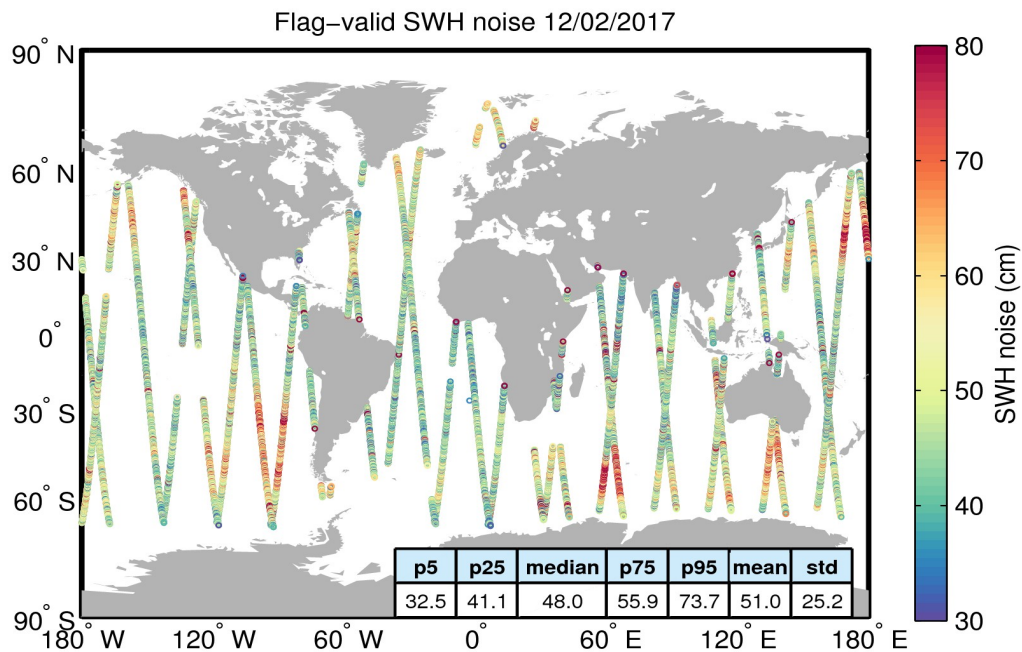 Flag−valid SWH noise 12/02/2017
90° N
60° N
30° N
0°
30° S
60° S
90° S
180° W
120° W
60° W
0°
60° E
120° E
180° E
p5 p25 median p75 p95 mean std
32.5 41.1 48.0 55.9 73.7 51.0 25.2
80
70
60
50
40
30
SWH noise (cm)